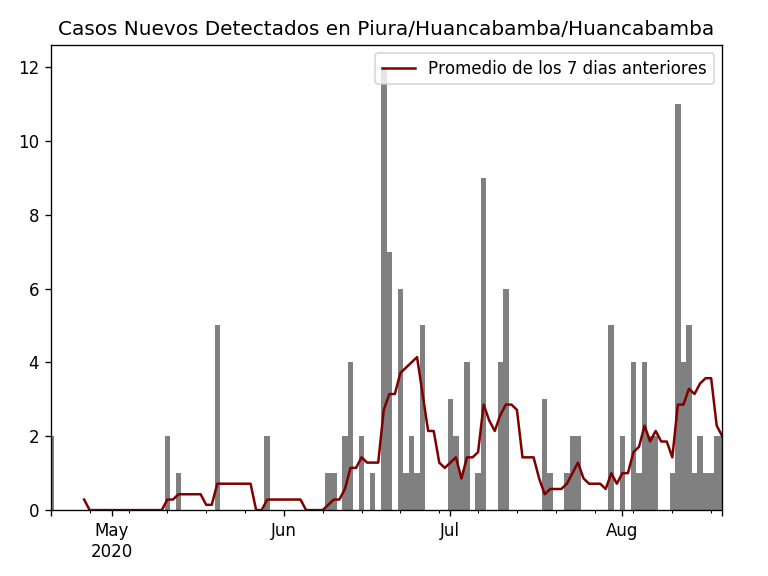 Casos Nuevos Detectados en Piura/Huancabamba/Huancabamba
Promedio de los 7 dias anteriores
12
10
8
6
4
2
0
May
2020
Jun
Jul
Aug